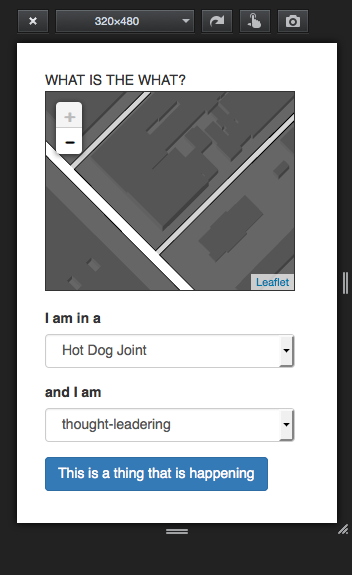 320×480
WHAT IS THE WHAT?
+
−
Leaflet
I am in a
Hot Dog Joint
and I am
thought-leadering
This is a thing that is happening